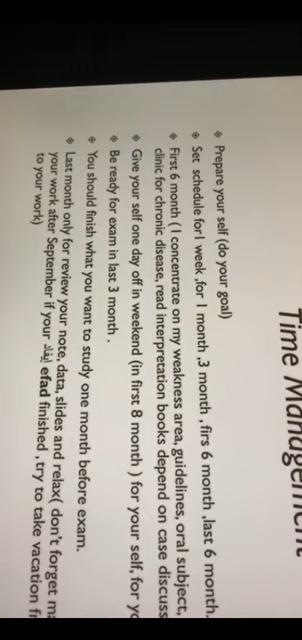 Time Management
Prepare your self (do your goal)
Set schedule for1 week ,for 1 month ,3 month , firs 6 month ,last 6 month.
First 6 month ( I concentrate on my weakness area, guidelines, oral subject,
clinic for chronic disease, read interpretation books depend on case discuss
Give your self one day off in weekend (in first 8 month ) for your self, for yo
Be ready for exam in last 3 month .
You should finish what you want to study one month before exam.
Last month only for review your note, data, slides and relax( don't forget ma
your work after September if your إيفاد efad finished , try to take vacation fr
to your work)